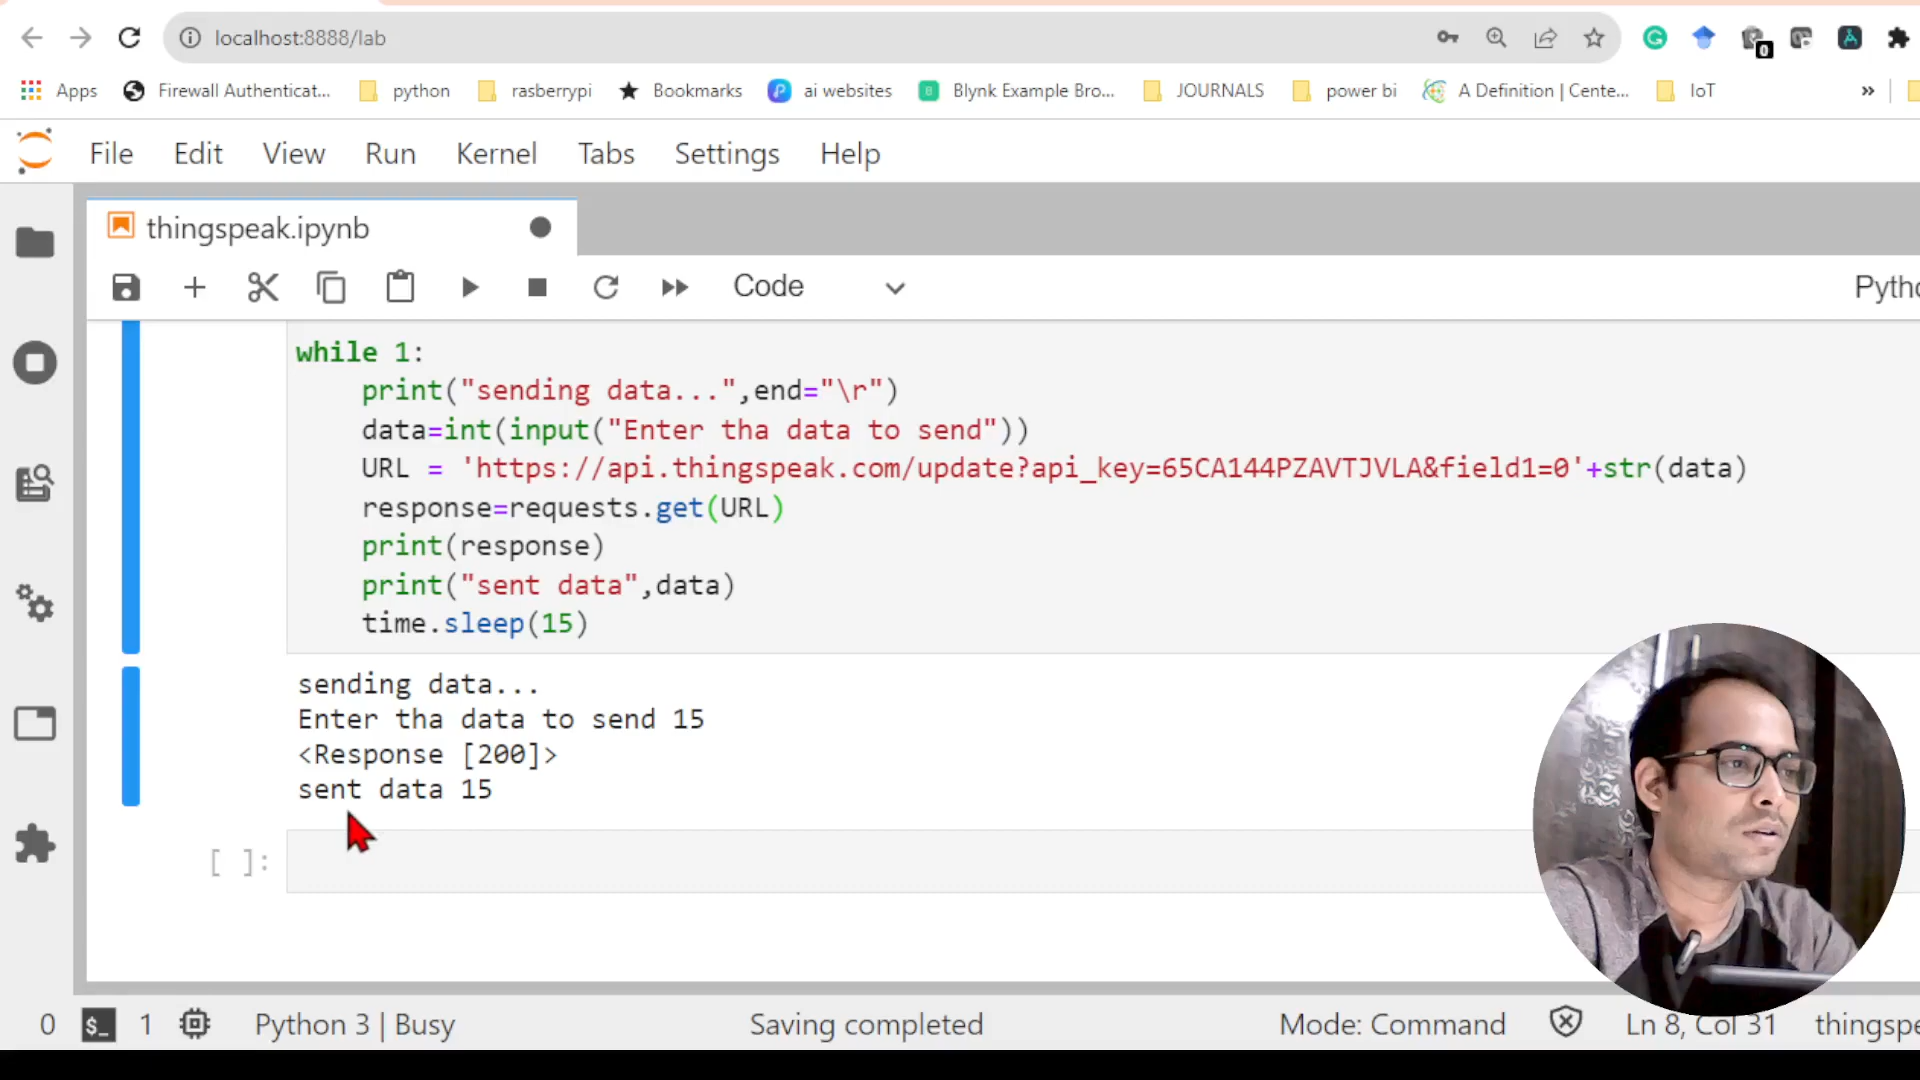 localhost:8888/lab
0
Apps Firewall Authenticat... python rasberrypi Bookmarks ai websites Blynk Example Bro... JOURNALS power bi A Definition | Cente... IoT »
File Edit View Run Kernel Tabs Settings Help
thingspeak.ipynb
Code
while 1:
print("sending data...",end="\r")
data=int(input("Enter tha data to send"))
URL = 'https://api.thingspeak.com/update?api_key=65CA144PZAVTJVLA&field1=0'+str(data)
response=requests.get(URL)
print(response)
print("sent data",data)
time.sleep(15)
sending data...
Enter tha data to send 15
<Response [200]>
sent data 15
[ ]:
0 $_ 1 Python 3 | Busy Saving completed Mode: Command Ln 8, Col 31